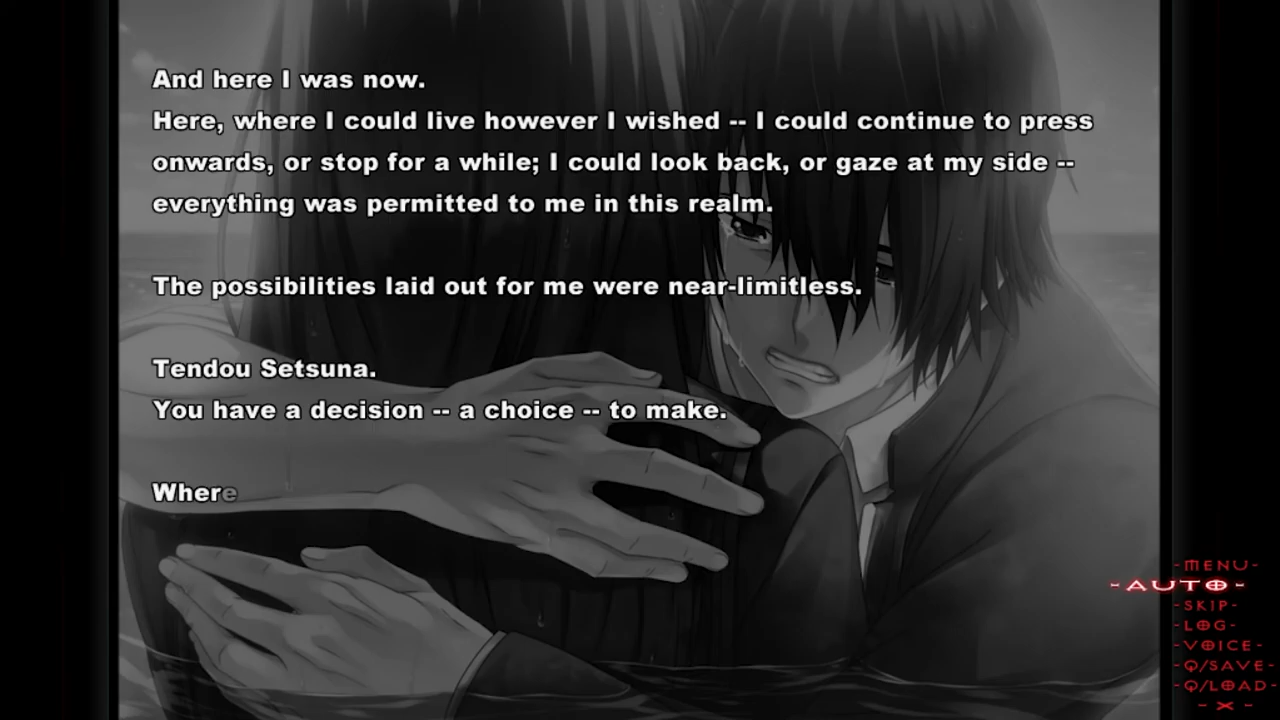 And here I was now.
Here, where I could live however I wished -- I could continue to press
onwards, or stop for a while; I could look back, or gaze at my side --
everything was permitted to me in this realm.
The possibilities laid out for me were near-limitless.
Tendou Setsuna.
You have a decision -- a choice -- to make.
Where
-MENU-
-AUTO-
-SKIP-
-LOG-
-VOICE-
-Q/SAVE-
-Q/LOAD-
-X-